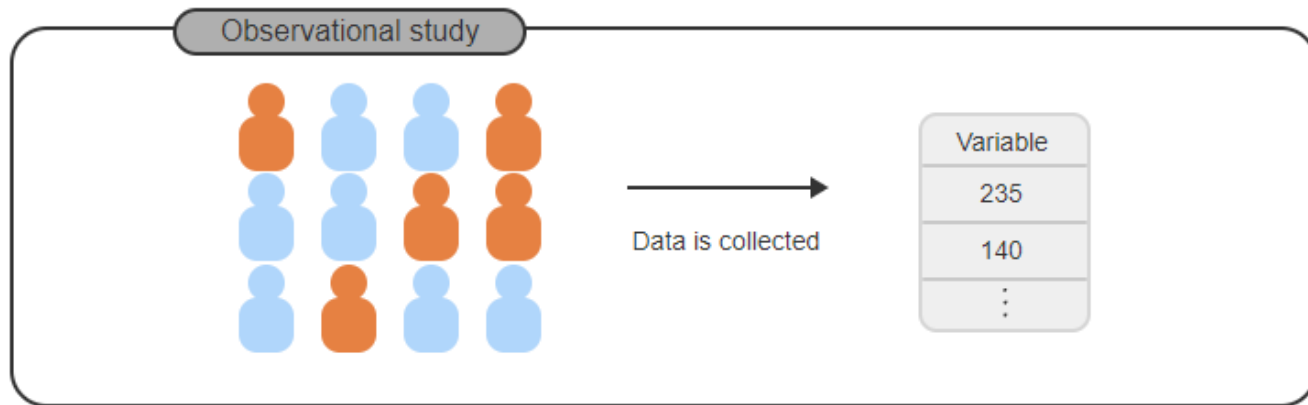 Observational study
Variable
235
Data is collected
140
⋮